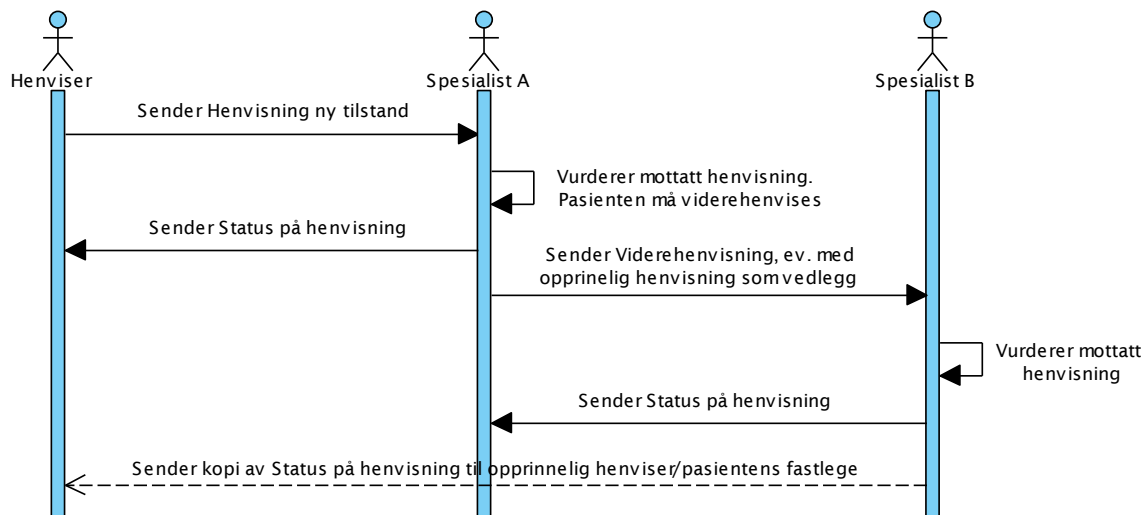 Henviser
Spesialist A
Spesialist B
Sender Henvisning ny tilstand
Vurderer mottatt henvisning.
Pasienten må viderehenvises
Sender Status på henvisning
Sender Viderehenvisning, ev. med
opprinelig henvisning som vedlegg
Vurderer mottatt
henvisning
Sender Status på henvisning
Sender kopi av Status på henvisning til opprinnelig henviser/pasientens fastlege